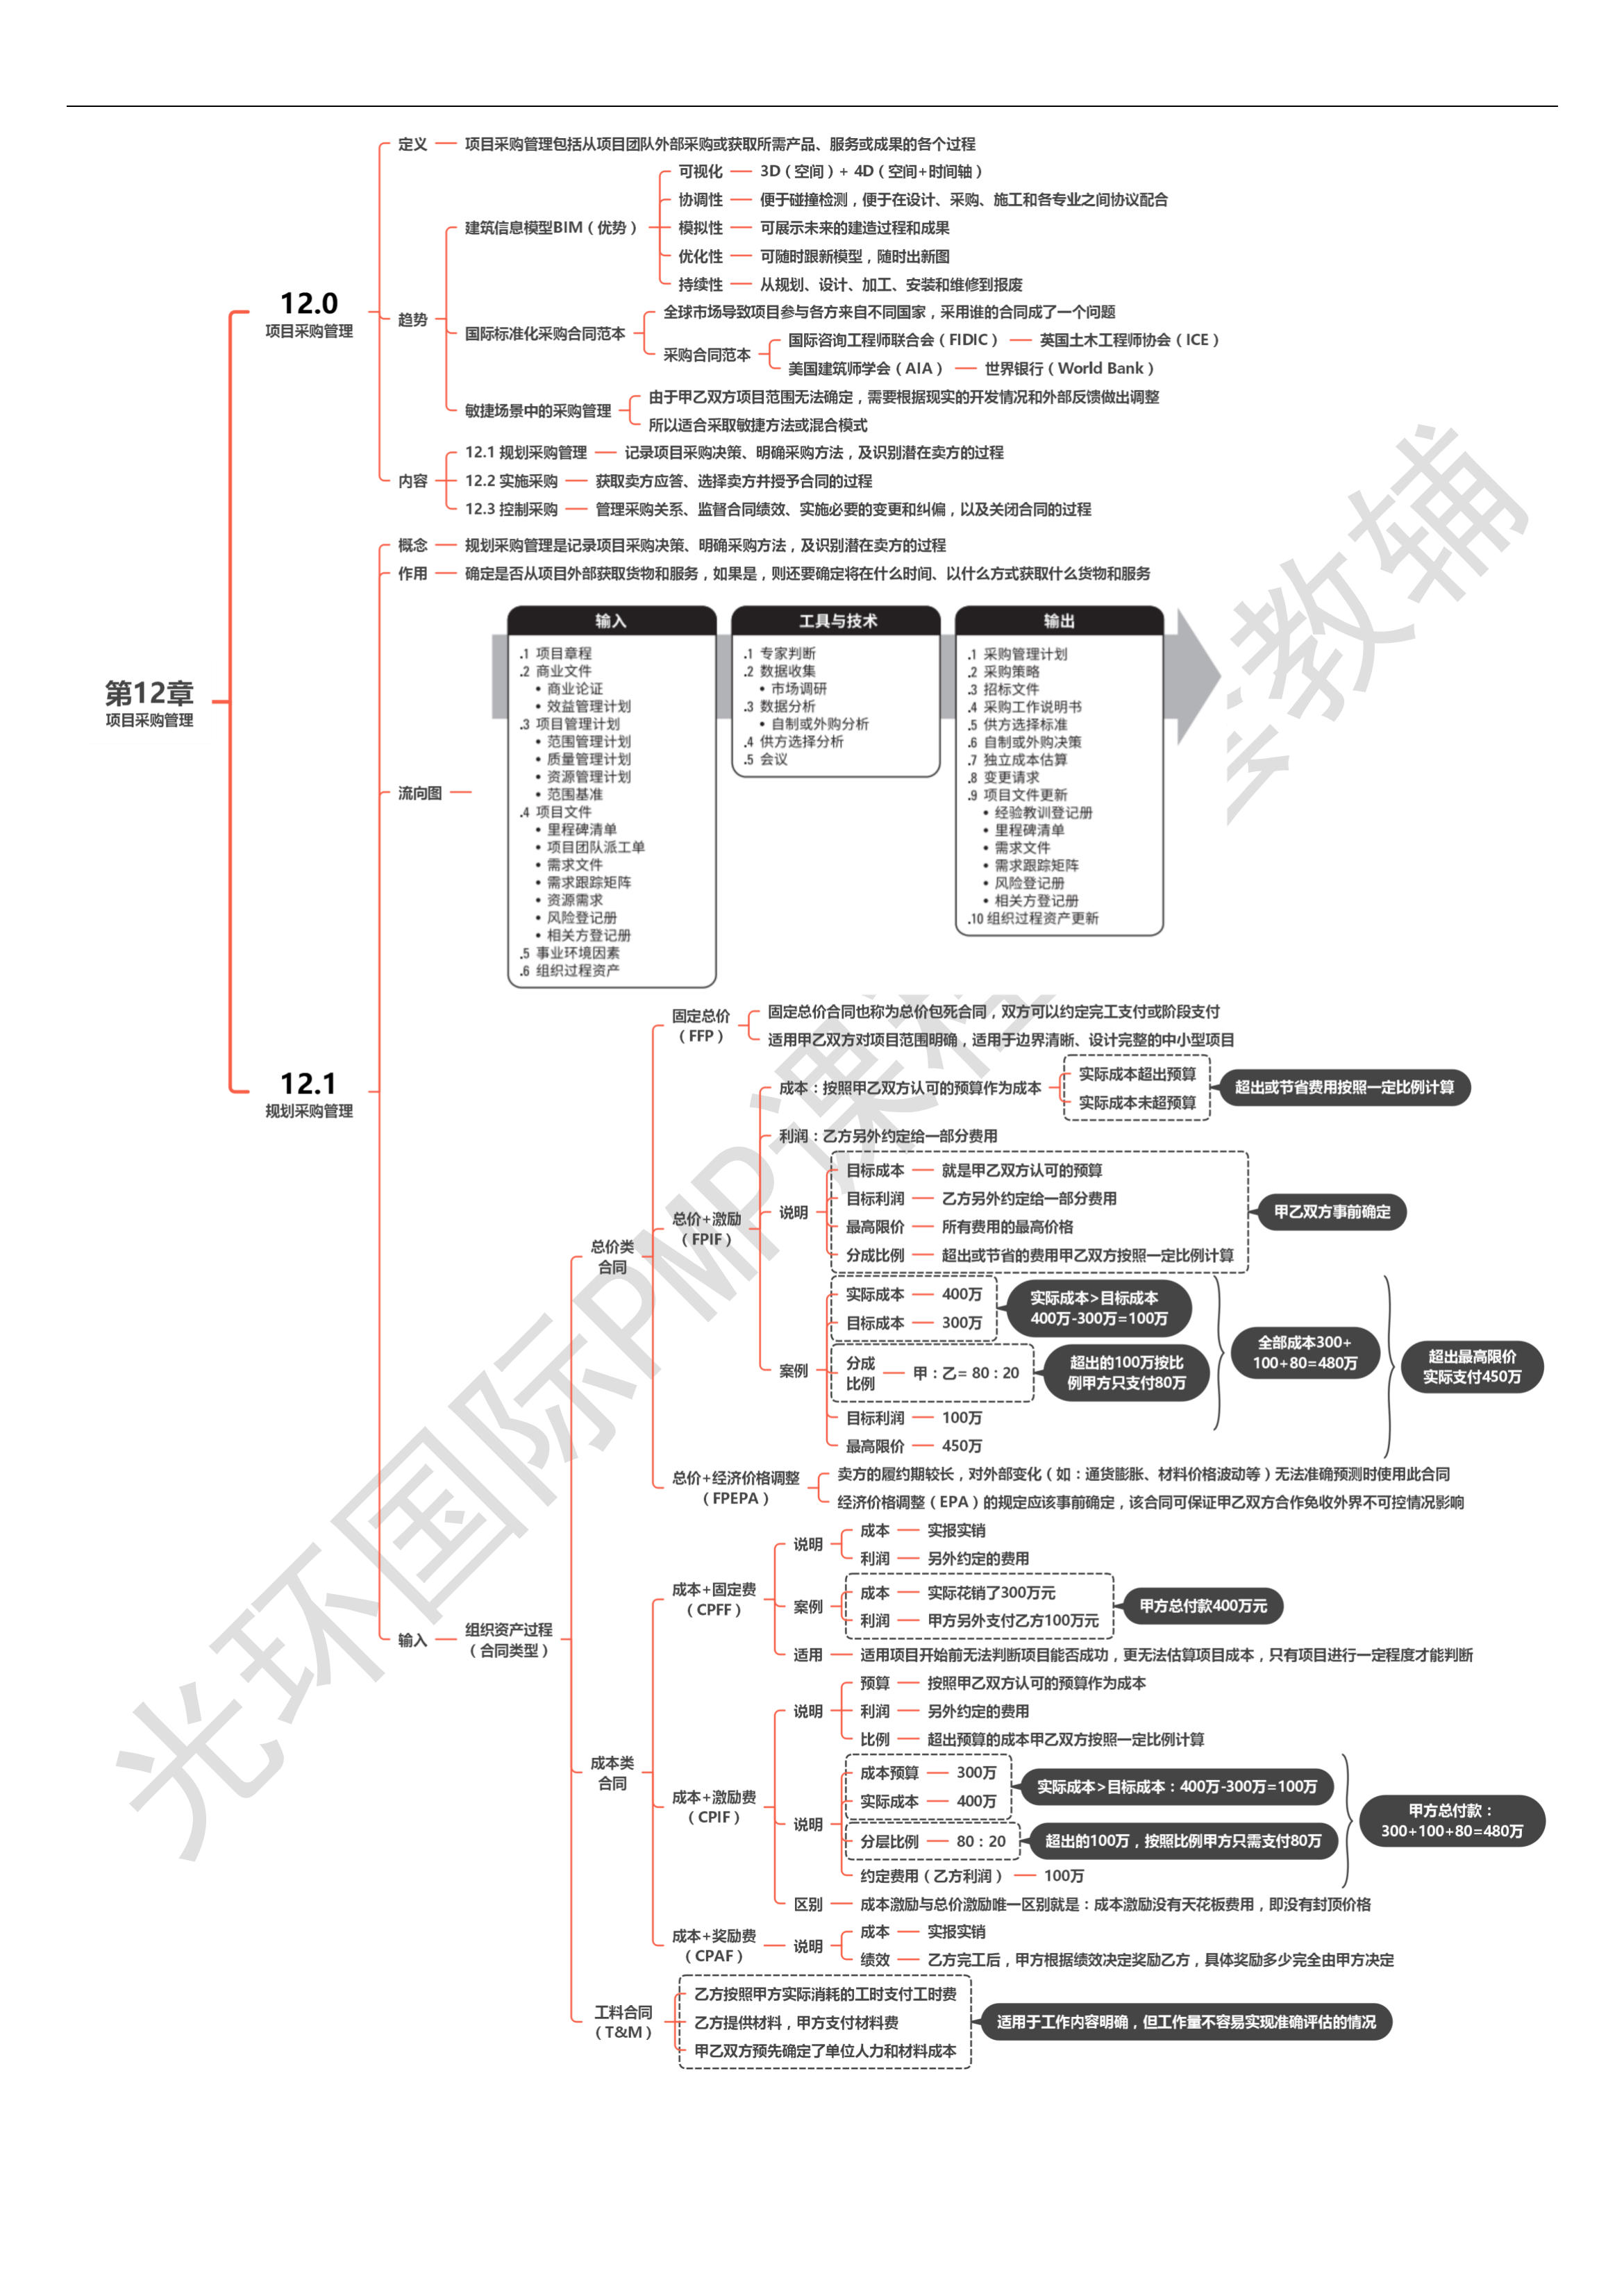 第12章
项目采购管理
12.0
项目采购管理
定义
项目采购管理包括从项目团队外部采购或获取所需产品、服务或成果的各个过程
趋势
建筑信息模型BIM（优势）
可视化
3D（空间）+ 4D（空间+时间轴）
协调性
便于碰撞检测，便于在设计、采购、施工和各专业之间协议配合
模拟性
可展示未来的建造过程和成果
优化性
可随时跟新模型，随时出新图
持续性
从规划、设计、加工、安装和维修到报废
国际标准化采购合同范本
全球市场导致项目参与各方来自不同国家，采用谁的合同成了一个问题
采购合同范本
国际咨询工程师联合会（FIDIC）
英国土木工程师协会（ICE）
美国建筑师学会（AIA）
世界银行（World Bank）
敏捷场景中的采购管理
由于甲乙双方项目范围无法确定，需要根据现实的开发情况和外部反馈做出调整
所以适合采取敏捷方法或混合模式
内容
12.1 规划采购管理
记录项目采购决策、明确采购方法，及识别潜在卖方的过程
12.2 实施采购
获取卖方应答、选择卖方并授予合同的过程
12.3 控制采购
管理采购关系、监督合同绩效、实施必要的变更和纠偏，以及关闭合同的过程
12.1
规划采购管理
概念
规划采购管理是记录项目采购决策、明确采购方法，及识别潜在卖方的过程
作用
确定是否从项目外部获取货物和服务，如果是，则还要确定将在什么时间、以什么方式获取什么货物和服务
流向图
输入
.1 项目章程
.2 商业文件
• 商业论证
• 效益管理计划
.3 项目管理计划
• 范围管理计划
• 质量管理计划
• 资源管理计划
• 范围基准
.4 项目文件
• 里程碑清单
• 项目团队派工单
• 需求文件
• 需求跟踪矩阵
• 资源需求
• 风险登记册
• 相关方登记册
.5 事业环境因素
.6 组织过程资产
工具与技术
.1 专家判断
.2 数据收集
• 市场调研
.3 数据分析
• 自制或外购分析
.4 供方选择分析
.5 会议
输出
.1 采购管理计划
.2 采购策略
.3 招标文件
.4 采购工作说明书
.5 供方选择标准
.6 自制或外购决策
.7 独立成本估算
.8 变更请求
.9 项目文件更新
• 经验教训登记册
• 里程碑清单
• 需求文件
• 需求跟踪矩阵
• 风险登记册
• 相关方登记册
.10 组织过程资产更新
输入
组织资产过程
（合同类型）
总价类
合同
固定总价
（FFP）
固定总价合同也称为总价包死合同，双方可以约定完工支付或阶段支付
适用甲乙双方对项目范围明确，适用于边界清晰、设计完整的中小型项目
总价+激励
（FPIF）
成本：按照甲乙双方认可的预算作为成本
实际成本超出预算
实际成本未超预算
超出或节省费用按照一定比例计算
利润：乙方另外约定给一部分费用
说明
目标成本
就是甲乙双方认可的预算
目标利润
乙方另外约定给一部分费用
最高限价
所有费用的最高价格
分成比例
超出或节省的费用甲乙双方按照一定比例计算
甲乙双方事前确定
案例
实际成本
400万
目标成本
300万
实际成本>目标成本
400万-300万=100万
分成
比例
甲：乙= 80：20
超出的100万按比
例甲方只支付80万
目标利润
100万
最高限价
450万
全部成本300+
100+80=480万
超出最高限价
实际支付450万
总价+经济价格调整
（FPEPA）
卖方的履约期较长，对外部变化（如：通货膨胀、材料价格波动等）无法准确预测时使用此合同
经济价格调整（EPA）的规定应该事前确定，该合同可保证甲乙双方合作免收外界不可控情况影响
成本类
合同
成本+固定费
（CPFF）
说明
成本
实报实销
利润
另外约定的费用
案例
成本
实际花销了300万元
利润
甲方另外支付乙方100万元
甲方总付款400万元
适用
适用项目开始前无法判断项目能否成功，更无法估算项目成本，只有项目进行一定程度才能判断
成本+激励费
（CPIF）
说明
预算
按照甲乙双方认可的预算作为成本
利润
另外约定的费用
比例
超出预算的成本甲乙双方按照一定比例计算
说明
成本预算
300万
实际成本
400万
实际成本>目标成本：400万-300万=100万
分层比例
80：20
超出的100万，按照比例甲方只需支付80万
约定费用（乙方利润）
100万
甲方总付款：
300+100+80=480万
区别
成本激励与总价激励唯一区别就是：成本激励没有天花板费用，即没有封顶价格
成本+奖励费
（CPAF）
说明
成本
实报实销
绩效
乙方完工后，甲方根据绩效决定奖励乙方，具体奖励多少完全由甲方决定
工料合同
（T&M）
乙方按照甲方实际消耗的工时支付工时费
乙方提供材料，甲方支付材料费
甲乙双方预先确定了单位人力和材料成本
适用于工作内容明确，但工作量不容易实现准确评估的情况
光环国际PMP课程
教辅